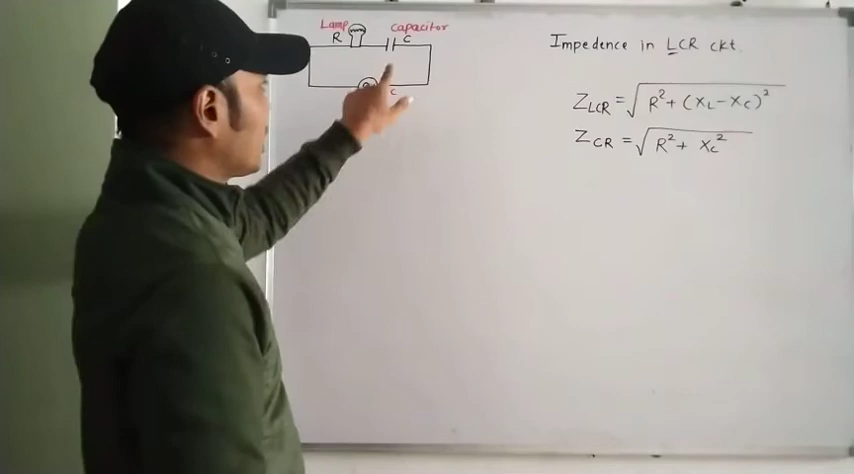 Lamp
R
capacitor
C
c
Impedence in LCR ckt.
Z_LCR = √R² + (X_L - X_C)²
Z_CR = √R² + X_C²